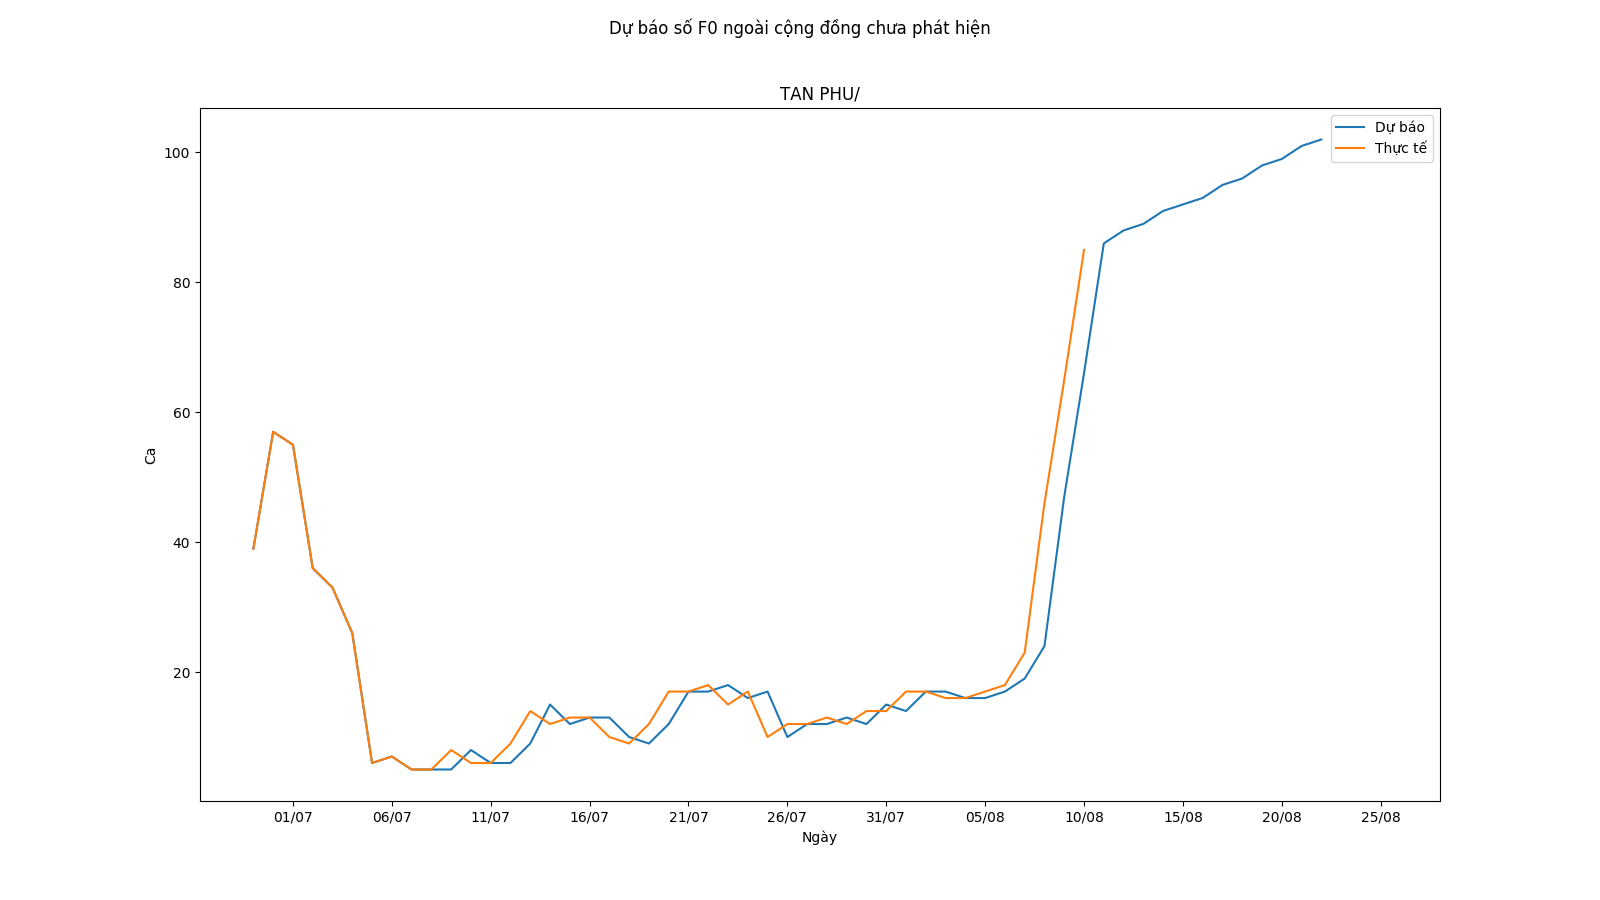 Dự báo số F0 ngoài cộng đồng chưa phát hiện
TAN PHU/
Dự báo
Thực tế
100
80
60
40
20
Ca
01/07 06/07 11/07 16/07 21/07 26/07 31/07 05/08 10/08 15/08 20/08 25/08
Ngày